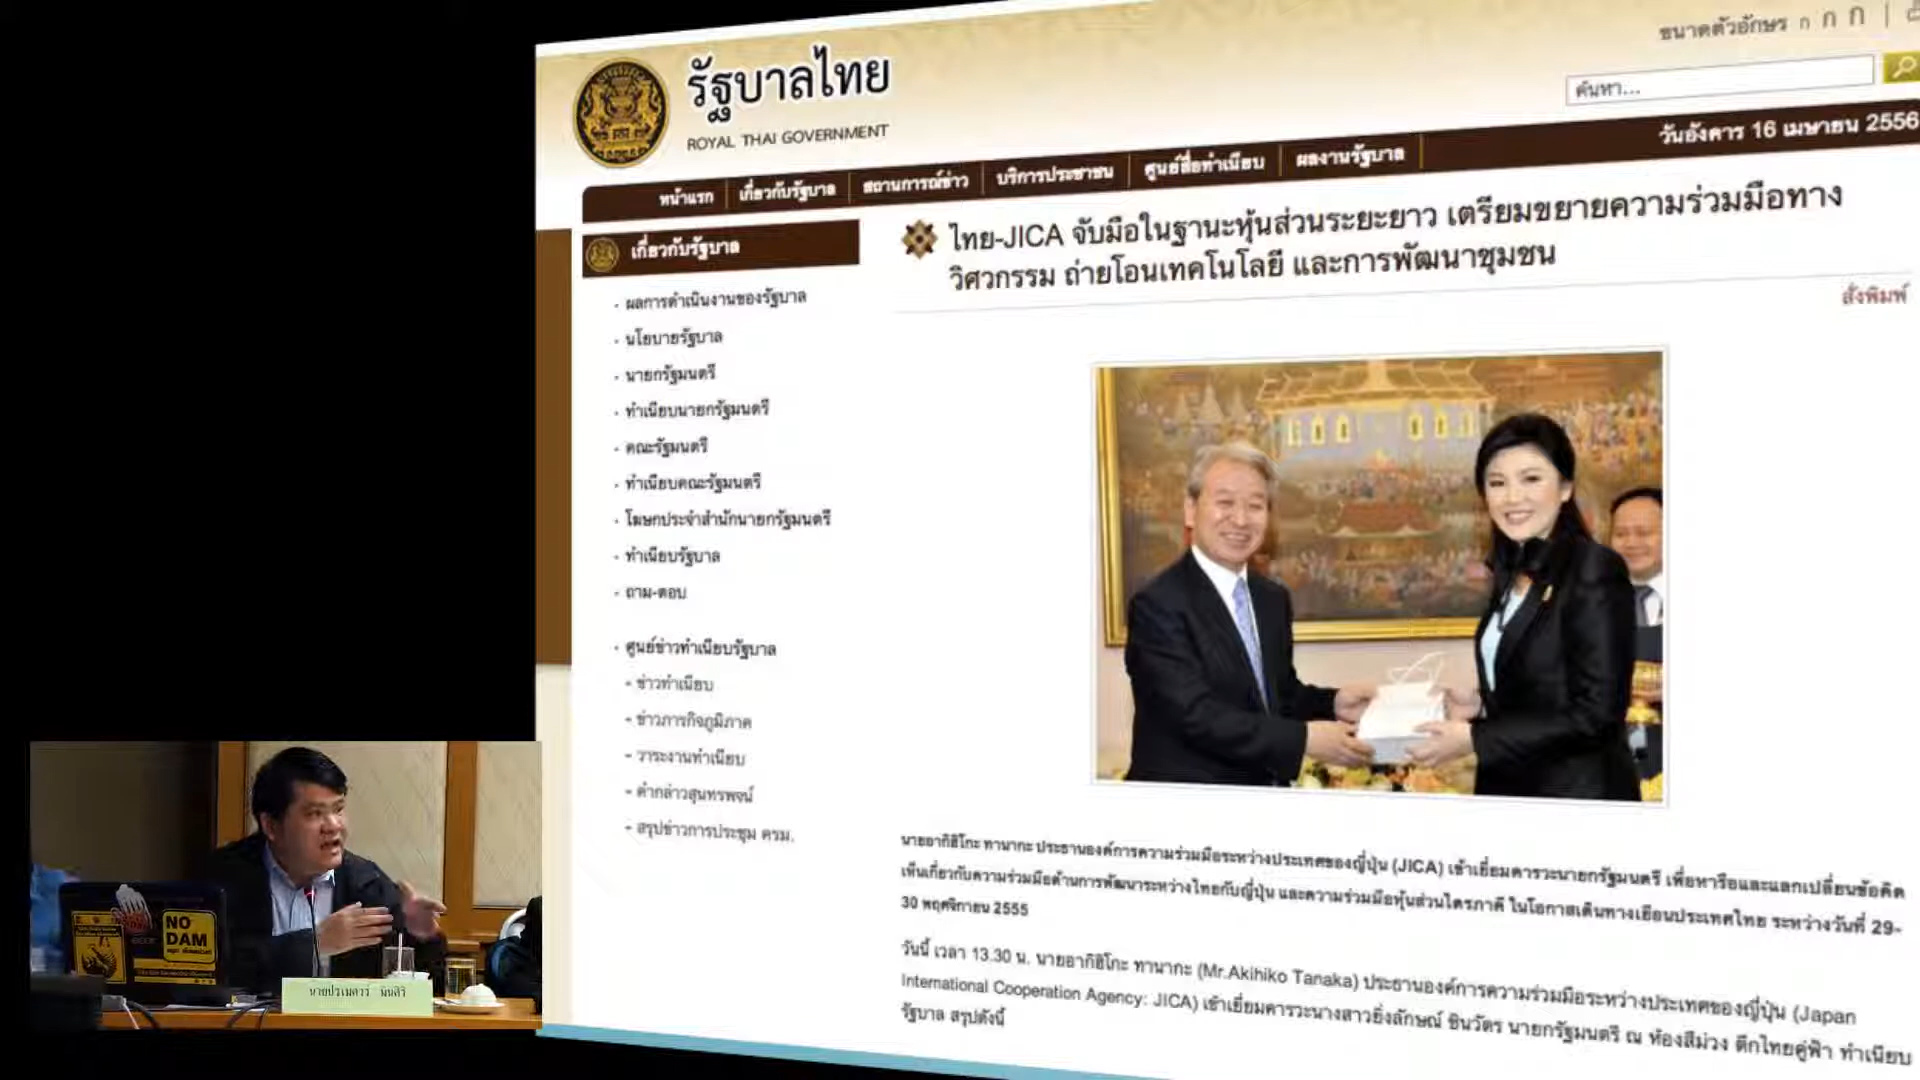 ขนาดตัวอักษร ก ก ก
รัฐบาลไทย
ROYAL THAI GOVERNMENT
ค้นหา...
วันอังคาร 16 เมษายน 2556
หน้าแรก
เกี่ยวกับรัฐบาล
สถานการณ์ข่าว
บริการประชาชน
ศูนย์สื่อทำเนียบ
ผลงานรัฐบาล
เกี่ยวกับรัฐบาล
- ผลการดำเนินงานของรัฐบาล
- นโยบายรัฐบาล
- นายกรัฐมนตรี
- ทำเนียบนายกรัฐมนตรี
- คณะรัฐมนตรี
- ทำเนียบคณะรัฐมนตรี
- โฆษกประจำสำนักนายกรัฐมนตรี
- ทำเนียบรัฐบาล
- ถาม-ตอบ
- ศูนย์ข่าวทำเนียบรัฐบาล
- ข่าวทำเนียบ
- ข่าวภารกิจภูมิภาค
- วาระงานทำเนียบ
- คำกล่าวสุนทรพจน์
- สรุปข่าวการประชุม ครม.
ไทย-JICA จับมือในฐานะหุ้นส่วนระยะยาว เตรียมขยายความร่วมมือทาง
วิศวกรรม ถ่ายโอนเทคโนโลยี และการพัฒนาชุมชน
สั่งพิมพ์
นายอากิฮิโกะ ทานากะ ประธานองค์การความร่วมมือระหว่างประเทศของญี่ปุ่น (JICA) เข้าเยี่ยมคารวะนายกรัฐมนตรี เพื่อหารือและแลกเปลี่ยนข้อคิด
เห็นเกี่ยวกับความร่วมมือด้านการพัฒนาระหว่างไทยกับญี่ปุ่น และความร่วมมือหุ้นส่วนไตรภาคี ในโอกาสเดินทางเยือนประเทศไทย ระหว่างวันที่ 29-
30 พฤศจิกายน 2555
วันนี้ เวลา 13.30 น. นายอากิฮิโกะ ทานากะ (Mr.Akihiko Tanaka) ประธานองค์การความร่วมมือระหว่างประเทศของญี่ปุ่น (Japan
International Cooperation Agency: JICA) เข้าเยี่ยมคารวะนางสาวยิ่งลักษณ์ ชินวัตร นายกรัฐมนตรี ณ ห้องสีม่วง ตึกไทยคู่ฟ้า ทำเนียบ
รัฐบาล สรุปดังนี้
NO
DAM
acer
นายปรเมศวร์ มินศิริ